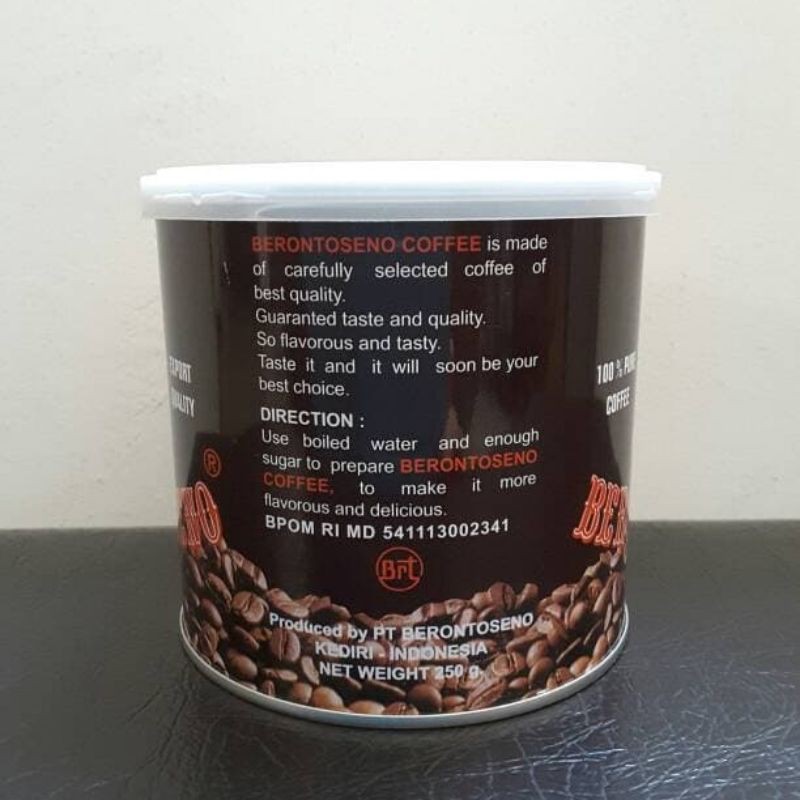 BERONTOSENO COFFEE is made
of carefully selected coffee of
best quality.
Guaranted taste and quality.
So flavorous and tasty.
Taste it and it will soon be your
best choice.
DIRECTION :
Use boiled water and enough
sugar to prepare BERONTOSENO
COFFEE, to make it more
flavorous and delicious.
BPOM RI MD 541113002341
Brt
Produced by PT BERONTOSENO
KEDIRI - INDONESIA
NET WEIGHT 250 g.
100 % PURE
COFFEE
®